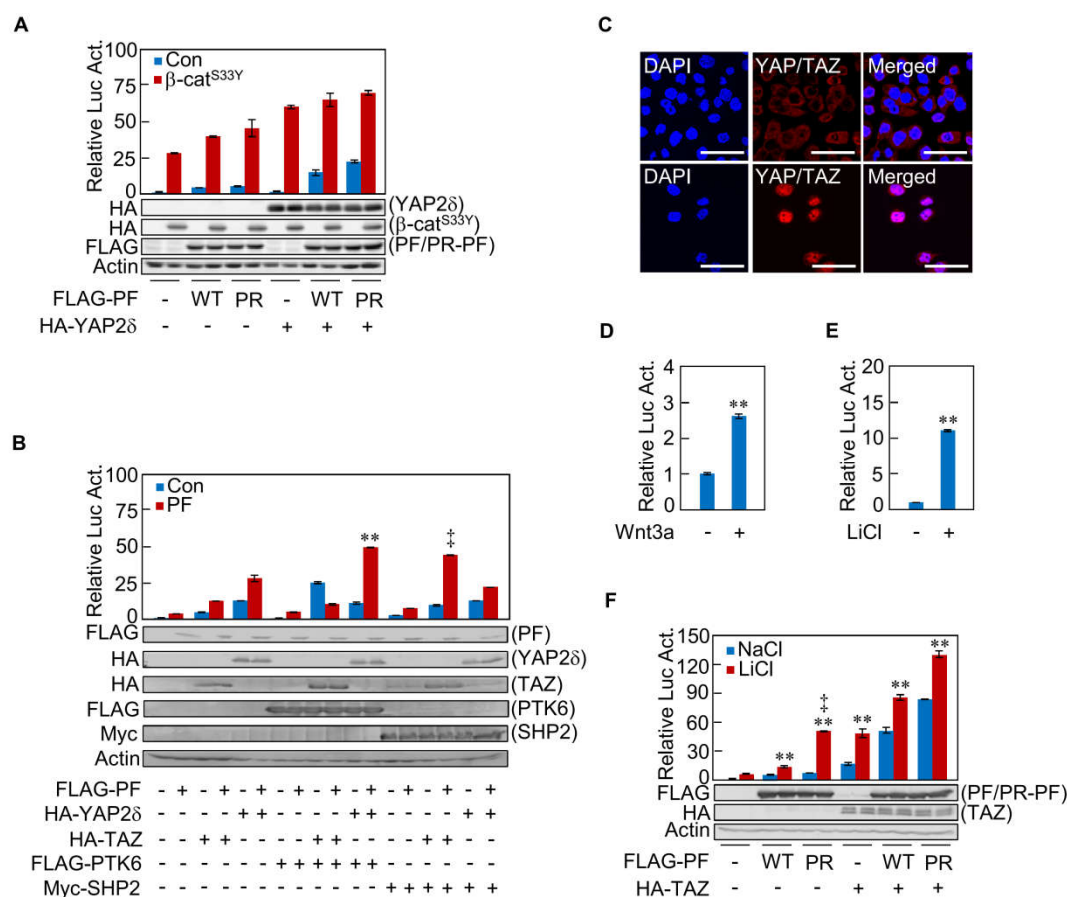 A
Relative Luc Act.
100
75
50
25
0
Con
β-cat^S33Y
HA (YAP2δ)
HA (β-cat^S33Y)
FLAG (PF/PR-PF)
Actin
FLAG-PF - WT PR - WT PR
HA-YAP2δ - - - + + +
B
Relative Luc Act.
100
75
50
25
0
Con
PF
** ‡
FLAG (PF)
HA (YAP2δ)
HA (TAZ)
FLAG (PTK6)
Myc (SHP2)
Actin
FLAG-PF - + - + - + - + - + - + - + - + - +
HA-YAP2δ - - - - + + - - - - + + - - - - + +
HA-TAZ - - + + - - - - + + - - - - + + - -
FLAG-PTK6 - - - - - - + + + + + + - - - - - -
Myc-SHP2 - - - - - - - - - - - - + + + + + +
C
DAPI YAP/TAZ Merged
DAPI YAP/TAZ Merged
D
Relative Luc Act.
4
3
2
1
0
**
Wnt3a - +
E
Relative Luc Act.
15
10
5
0
**
LiCl - +
F
Relative Luc Act.
150
120
90
60
30
0
NaCl
LiCl
** ‡ ** ** ** **
FLAG (PF/PR-PF)
HA (TAZ)
Actin
FLAG-PF - WT PR - WT PR
HA-TAZ - - - + + +